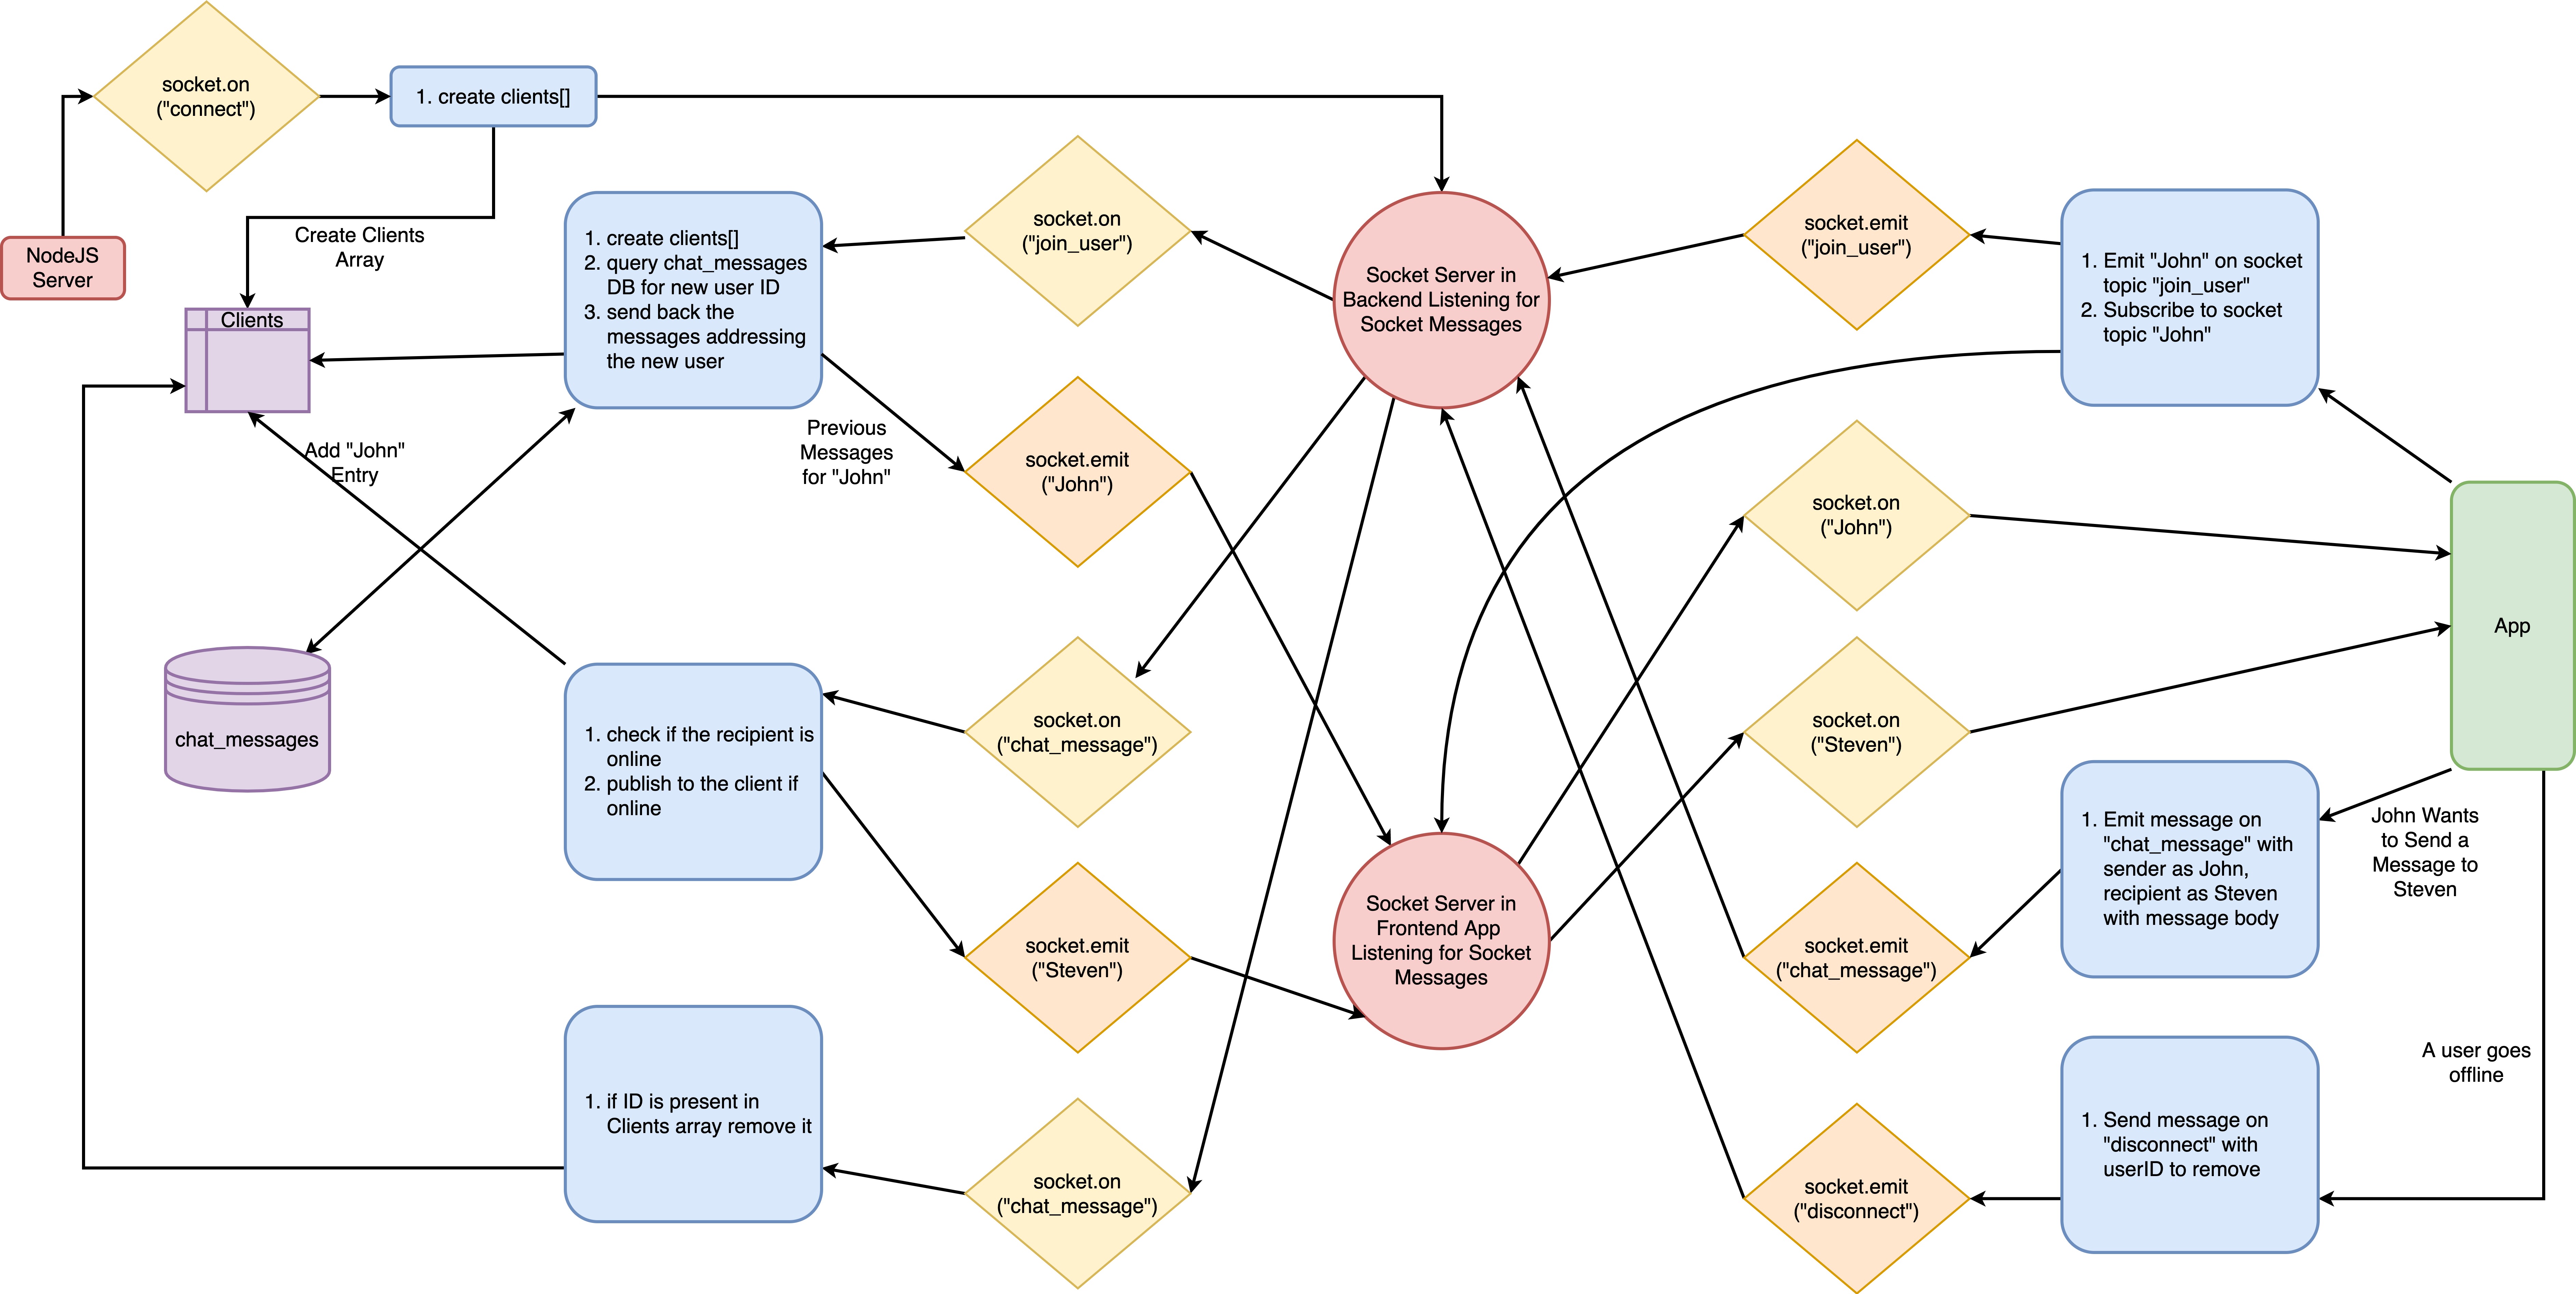 socket.on
("connect")
1. create clients[]
NodeJS
Server
Create Clients
Array
Clients
1. create clients[]
2. query chat_messages
DB for new user ID
3. send back the
messages addressing
the new user
socket.on
("join_user")
Socket Server in
Backend Listening for
Socket Messages
socket.emit
("join_user")
1. Emit "John" on socket
topic "join_user"
2. Subscribe to socket
topic "John"
Add "John"
Entry
Previous
Messages
for "John"
socket.emit
("John")
socket.on
("John")
App
chat_messages
1. check if the recipient is
online
2. publish to the client if
online
socket.on
("chat_message")
socket.on
("Steven")
John Wants
to Send a
Message to
Steven
1. Emit message on
"chat_message" with
sender as John,
recipient as Steven
with message body
socket.emit
("Steven")
Socket Server in
Frontend App
Listening for Socket
Messages
socket.emit
("chat_message")
A user goes
offline
1. if ID is present in
Clients array remove it
socket.on
("chat_message")
socket.emit
("disconnect")
1. Send message on
"disconnect" with
userID to remove